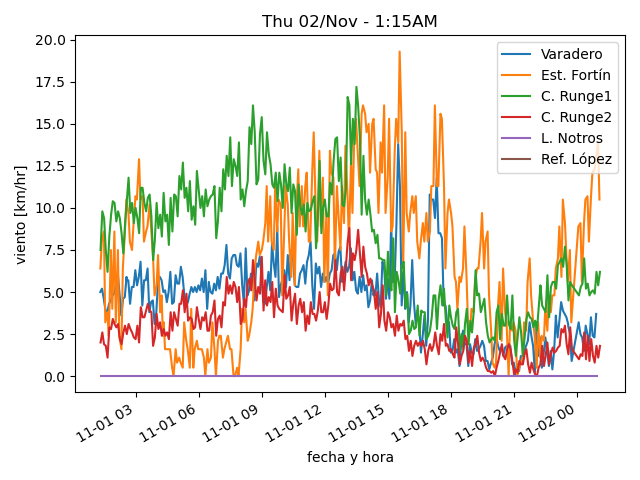 Thu 02/Nov - 1:15AM
viento [km/hr]
20.0
17.5
15.0
12.5
10.0
7.5
5.0
2.5
0.0
Varadero
Est. Fortín
C. Runge1
C. Runge2
L. Notros
Ref. López
11-01 03
11-01 06
11-01 09
11-01 12
11-01 15
11-01 18
11-01 21
11-02 00
fecha y hora